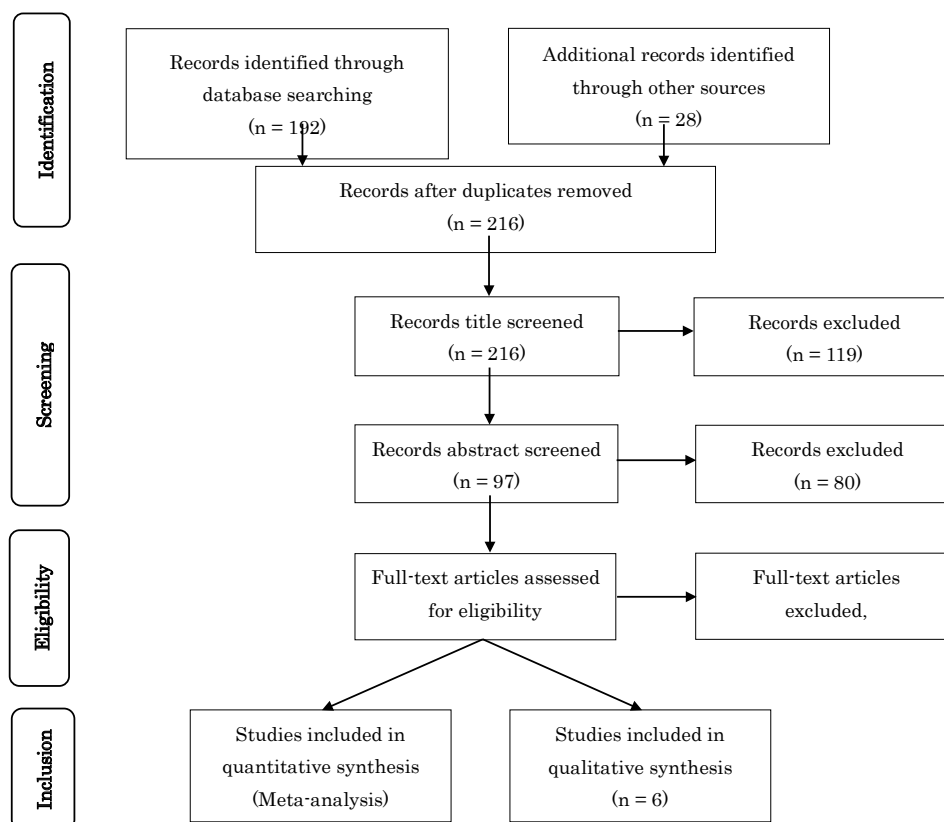 Identification
Records identified through
database searching
(n = 192)
Additional records identified
through other sources
(n = 28)
Records after duplicates removed
(n = 216)
Screening
Records title screened
(n = 216)
Records excluded
(n = 119)
Records abstract screened
(n = 97)
Records excluded
(n = 80)
Eligibility
Full-text articles assessed
for eligibility
Full-text articles
excluded,
Inclusion
Studies included in
quantitative synthesis
(Meta-analysis)
Studies included in
qualitative synthesis
(n = 6)